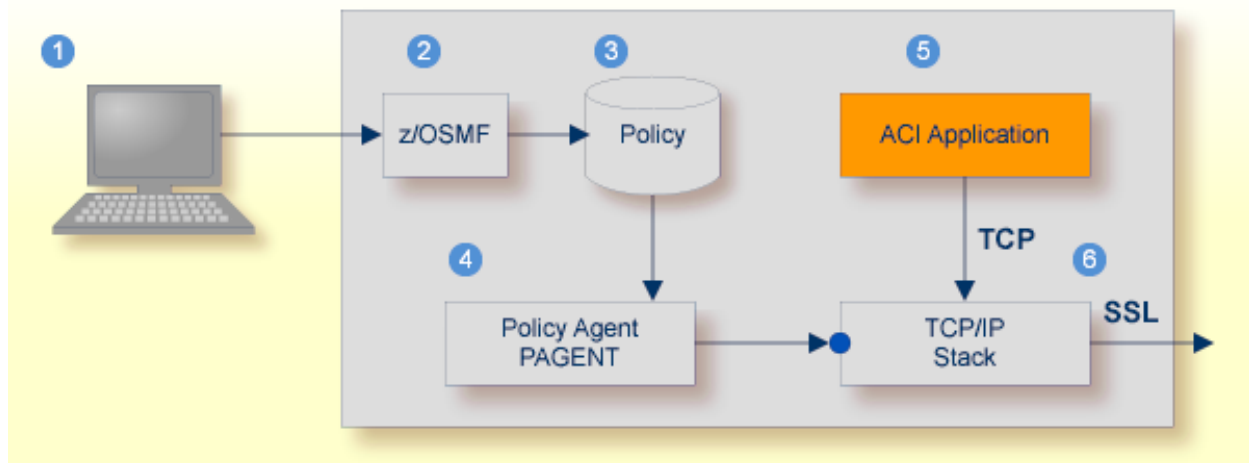 1
2
3
5
z/OSMF
Policy
ACI Application
TCP
4
6
Policy Agent
PAGENT
TCP/IP
Stack
SSL